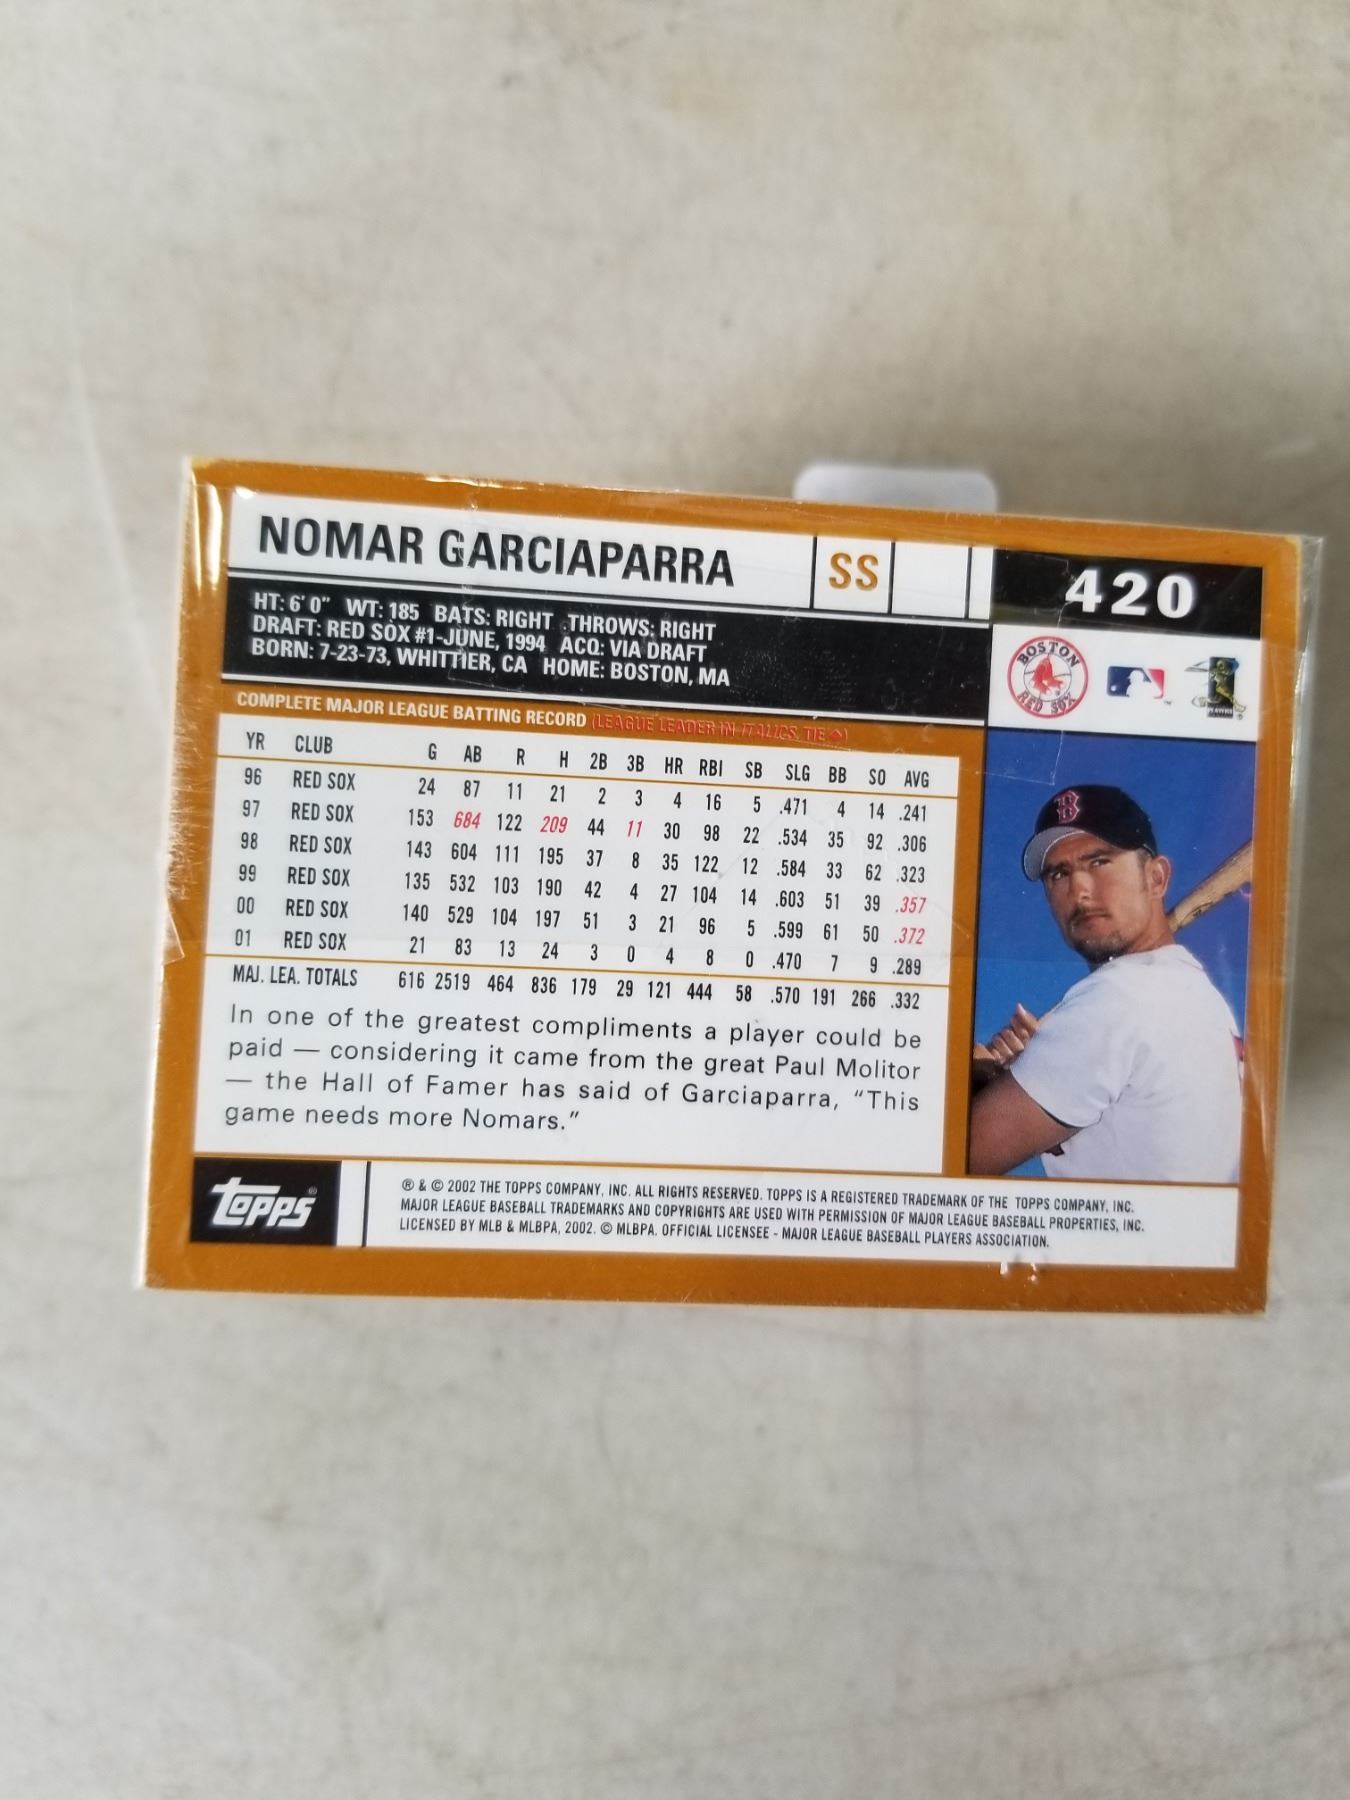 NOMAR GARCIAPARRA SS 420
HT: 6' 0" WT: 185 BATS: RIGHT THROWS: RIGHT
DRAFT: RED SOX #1-JUNE, 1994 ACQ: VIA DRAFT
BORN: 7-23-73, WHITTIER, CA HOME: BOSTON, MA
BOSTON
RED SOX
COMPLETE MAJOR LEAGUE BATTING RECORD (LEAGUE LEADER IN ITALICS, TIE ◆)
YR CLUB G AB R H 2B 3B HR RBI SB SLG BB SO AVG
96 RED SOX 24 87 11 21 2 3 4 16 5 .471 4 14 .241
97 RED SOX 153 684 122 209 44 11 30 98 22 .534 35 92 .306
98 RED SOX 143 604 111 195 37 8 35 122 12 .584 33 62 .323
99 RED SOX 135 532 103 190 42 4 27 104 14 .603 51 39 .357
00 RED SOX 140 529 104 197 51 3 21 96 5 .599 61 50 .372
01 RED SOX 21 83 13 24 3 0 4 8 0 .470 7 9 .289
MAJ. LEA. TOTALS 616 2519 464 836 179 29 121 444 58 .570 191 266 .332
In one of the greatest compliments a player could be
paid — considering it came from the great Paul Molitor
— the Hall of Famer has said of Garciaparra, “This
game needs more Nomars.”
B
Topps®
® & © 2002 THE TOPPS COMPANY, INC. ALL RIGHTS RESERVED. TOPPS IS A REGISTERED TRADEMARK OF THE TOPPS COMPANY, INC.
MAJOR LEAGUE BASEBALL TRADEMARKS AND COPYRIGHTS ARE USED WITH PERMISSION OF MAJOR LEAGUE BASEBALL PROPERTIES, INC.
LICENSED BY MLB & MLBPA, 2002. © MLBPA. OFFICIAL LICENSEE - MAJOR LEAGUE BASEBALL PLAYERS ASSOCIATION.